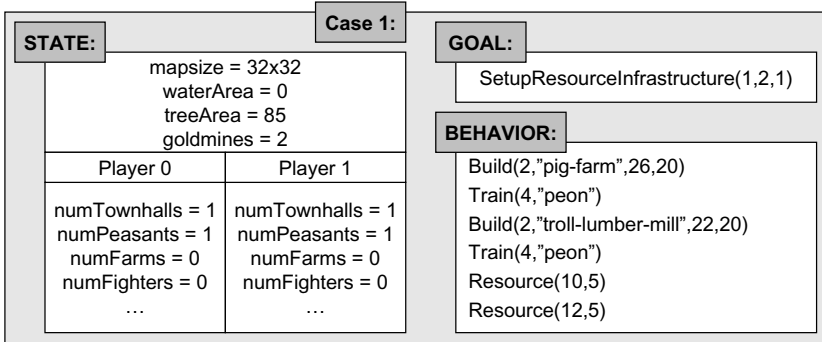 Case 1:
STATE:
mapsize = 32x32
waterArea = 0
treeArea = 85
goldmines = 2
Player 0
Player 1
numTownhalls = 1
numPeasants = 1
numFarms = 0
numFighters = 0
…
numTownhalls = 1
numPeasants = 1
numFarms = 0
numFighters = 0
…
GOAL:
SetupResourceInfrastructure(1,2,1)
BEHAVIOR:
Build(2,”pig-farm”,26,20)
Train(4,”peon”)
Build(2,”troll-lumber-mill”,22,20)
Train(4,”peon”)
Resource(10,5)
Resource(12,5)